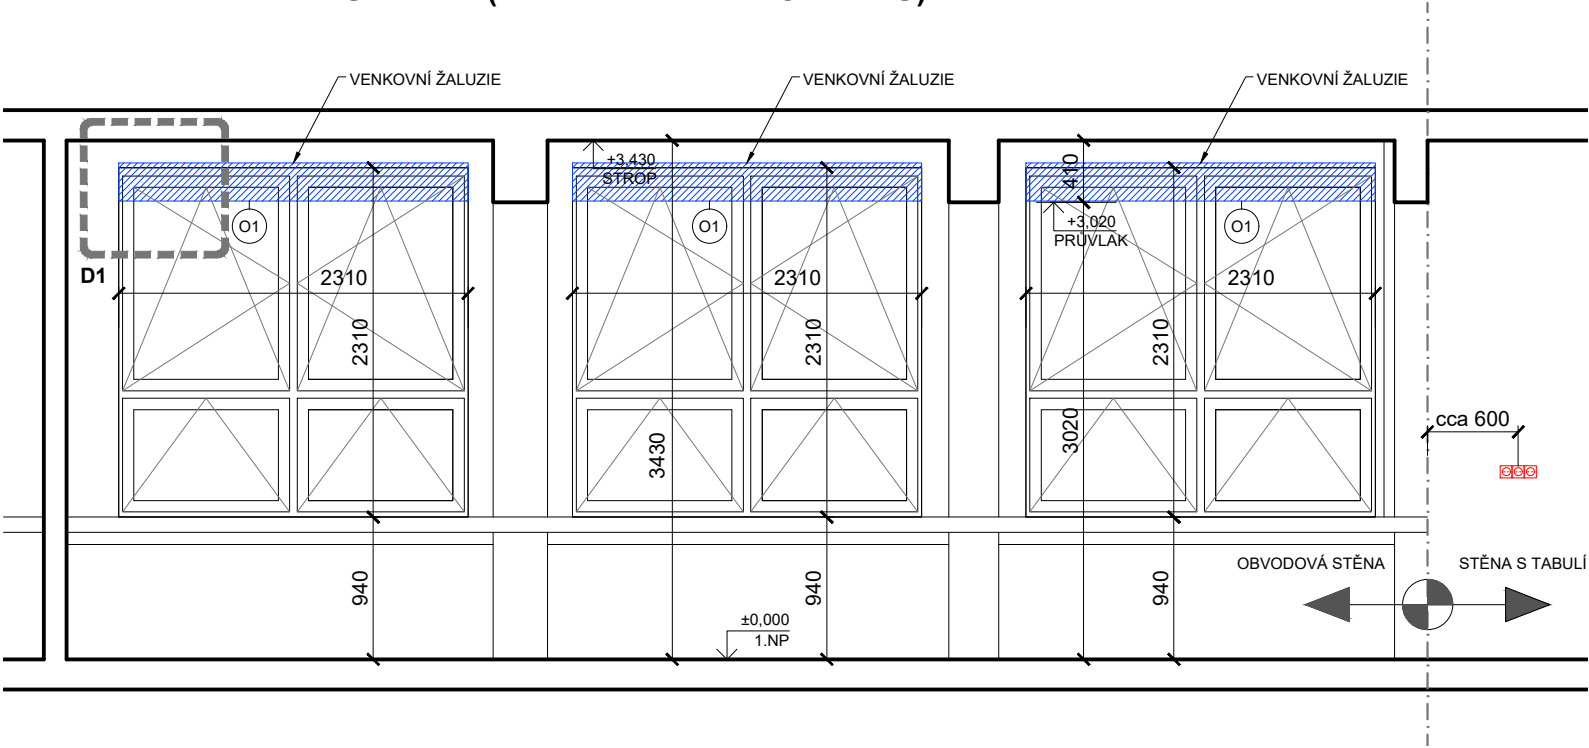 VENKOVNÍ ŽALUZIE
VENKOVNÍ ŽALUZIE
VENKOVNÍ ŽALUZIE
+3,430
STROP
410
+3,020
PRŮVLAK
O1
O1
O1
D1
2310
2310
2310
2310
2310
2310
3430
3020
cca 600
OBVODOVÁ STĚNA
STĚNA S TABULÍ
940
940
940
±0,000
1.NP